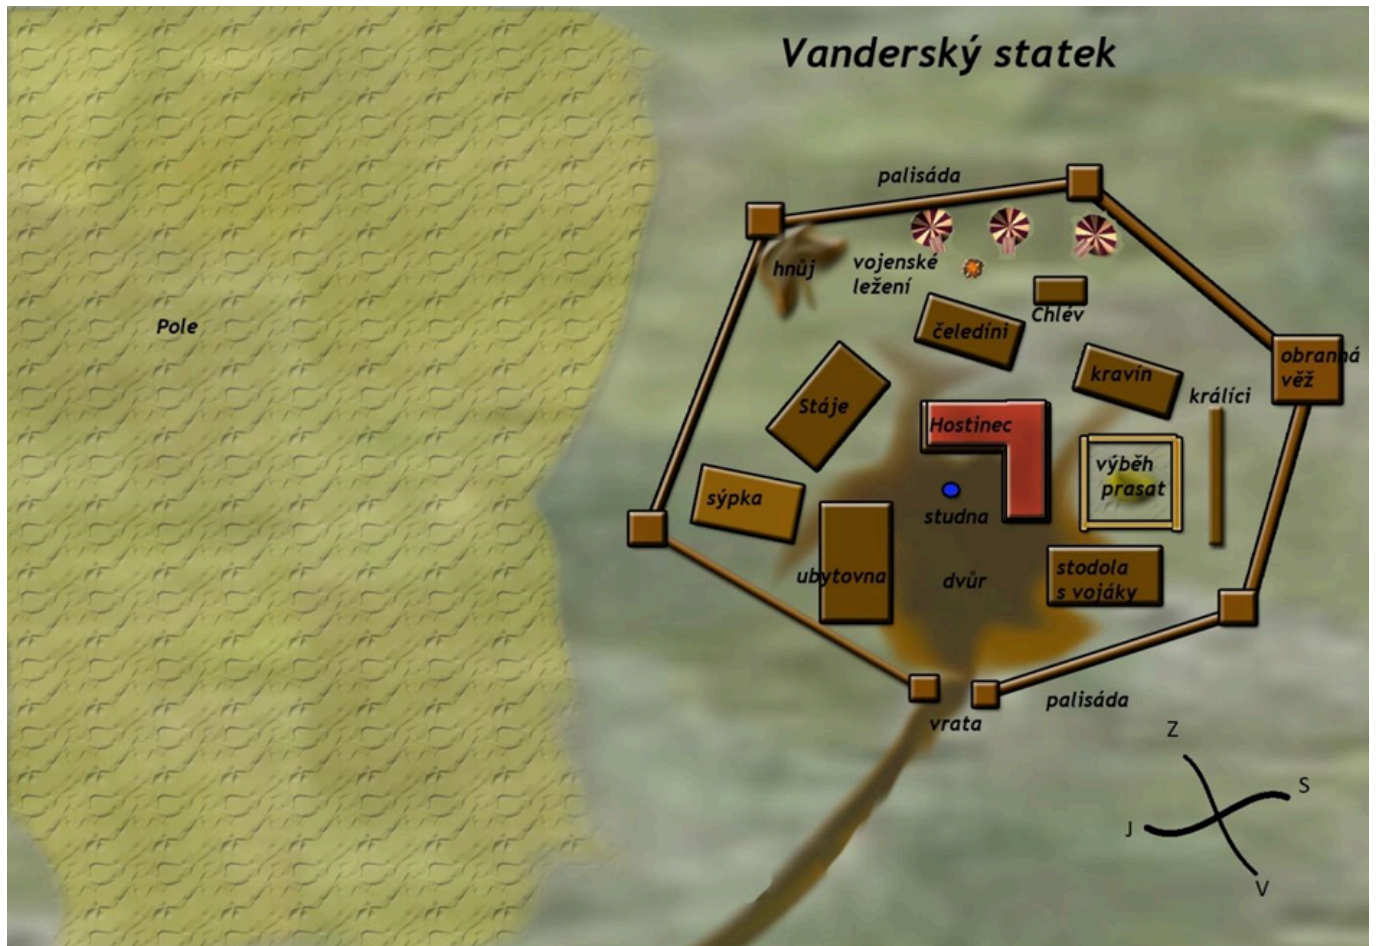 Vanderský statek
palisáda
hnůj
vojenské
ležení
Chlév
čeledíni
Pole
obranná
věž
kravín
králíci
Stáje
Hostinec
výběh
prasat
sýpka
studna
ubytovna
dvůr
stodola
s vojáky
palisáda
vrata
Z
S
J
V